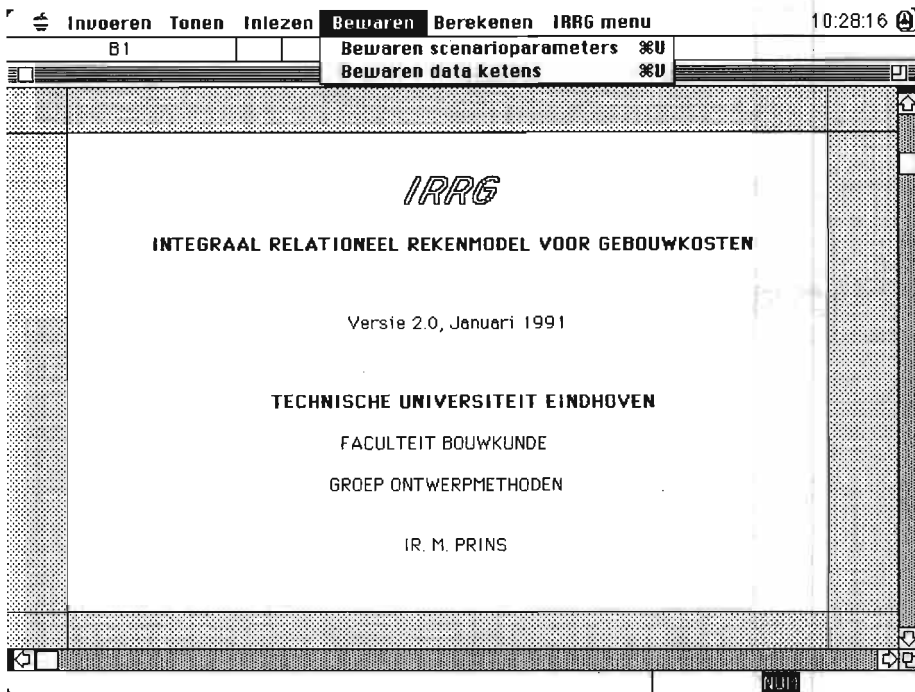 Invoeren Tonen Inlezen Bewaren Berekenen IRRG menu 10:28:16
B1
Bewaren scenarioparameters ⌘U
Bewaren data ketens ⌘U
IRRG
INTEGRAAL RELATIONEEL REKENMODEL VOOR GEBOUWKOSTEN
Versie 2.0, Januari 1991
TECHNISCHE UNIVERSITEIT EINDHOVEN
FACULTEIT BOUWKUNDE
GROEP ONTWERPMETHODEN
IR. M. PRINS
NUM